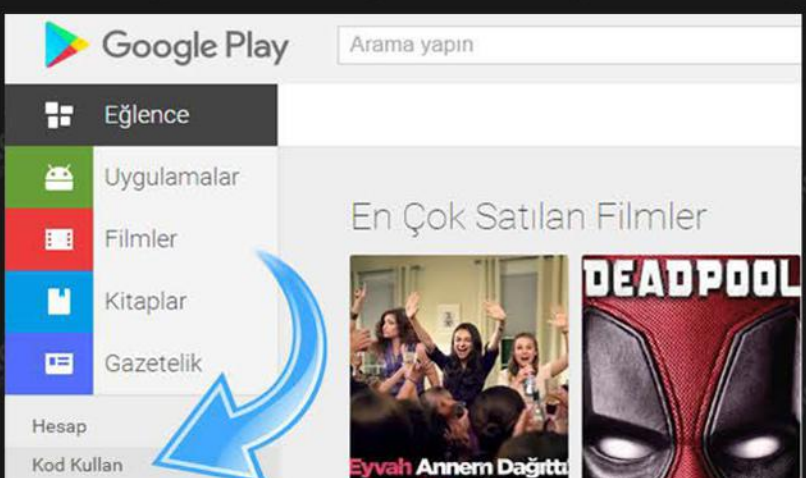 Google Play
Arama yapın
Eğlence
Uygulamalar
Filmler
Kitaplar
Gazetelik
Hesap
Kod Kullan
En Çok Satılan Filmler
Eyvah Annem Dağıttı
DEADPOOL